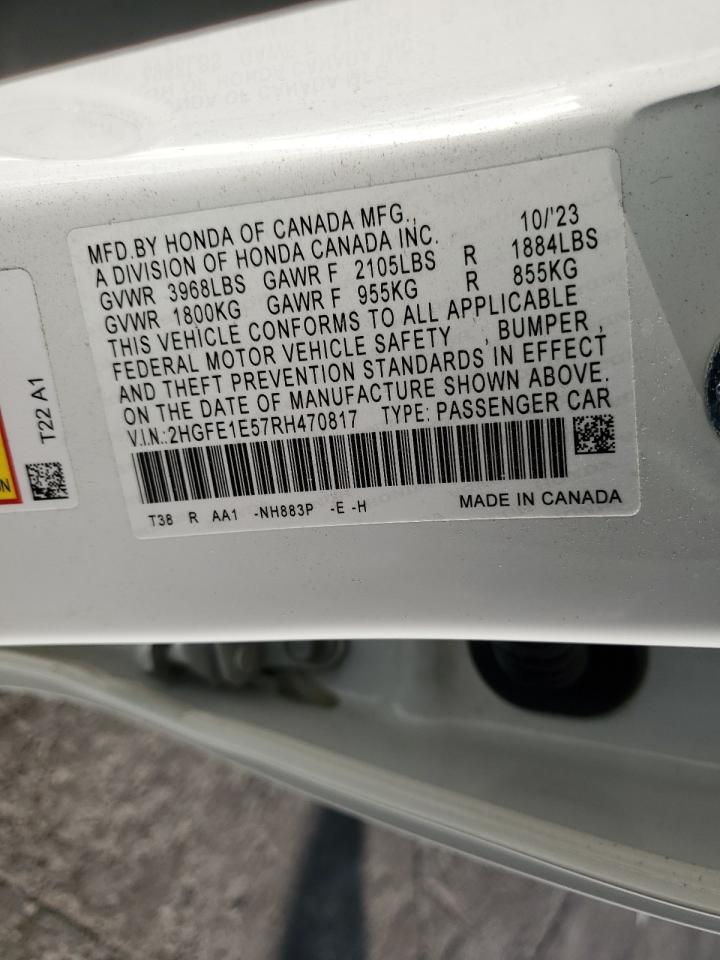 MFD.BY HONDA OF CANADA MFG., 10/'23
A DIVISION OF HONDA CANADA INC.
GVWR 3968LBS GAWR F 2105LBS R 1884LBS
GVWR 1800KG GAWR F 955KG R 855KG
THIS VEHICLE CONFORMS TO ALL APPLICABLE
FEDERAL MOTOR VEHICLE SAFETY , BUMPER ,
AND THEFT PREVENTION STANDARDS IN EFFECT
ON THE DATE OF MANUFACTURE SHOWN ABOVE.
V.I.N.:2HGFE1E57RH470817 TYPE: PASSENGER CAR
T38 R AA1 -NH883P -E -H MADE IN CANADA
T22 A1